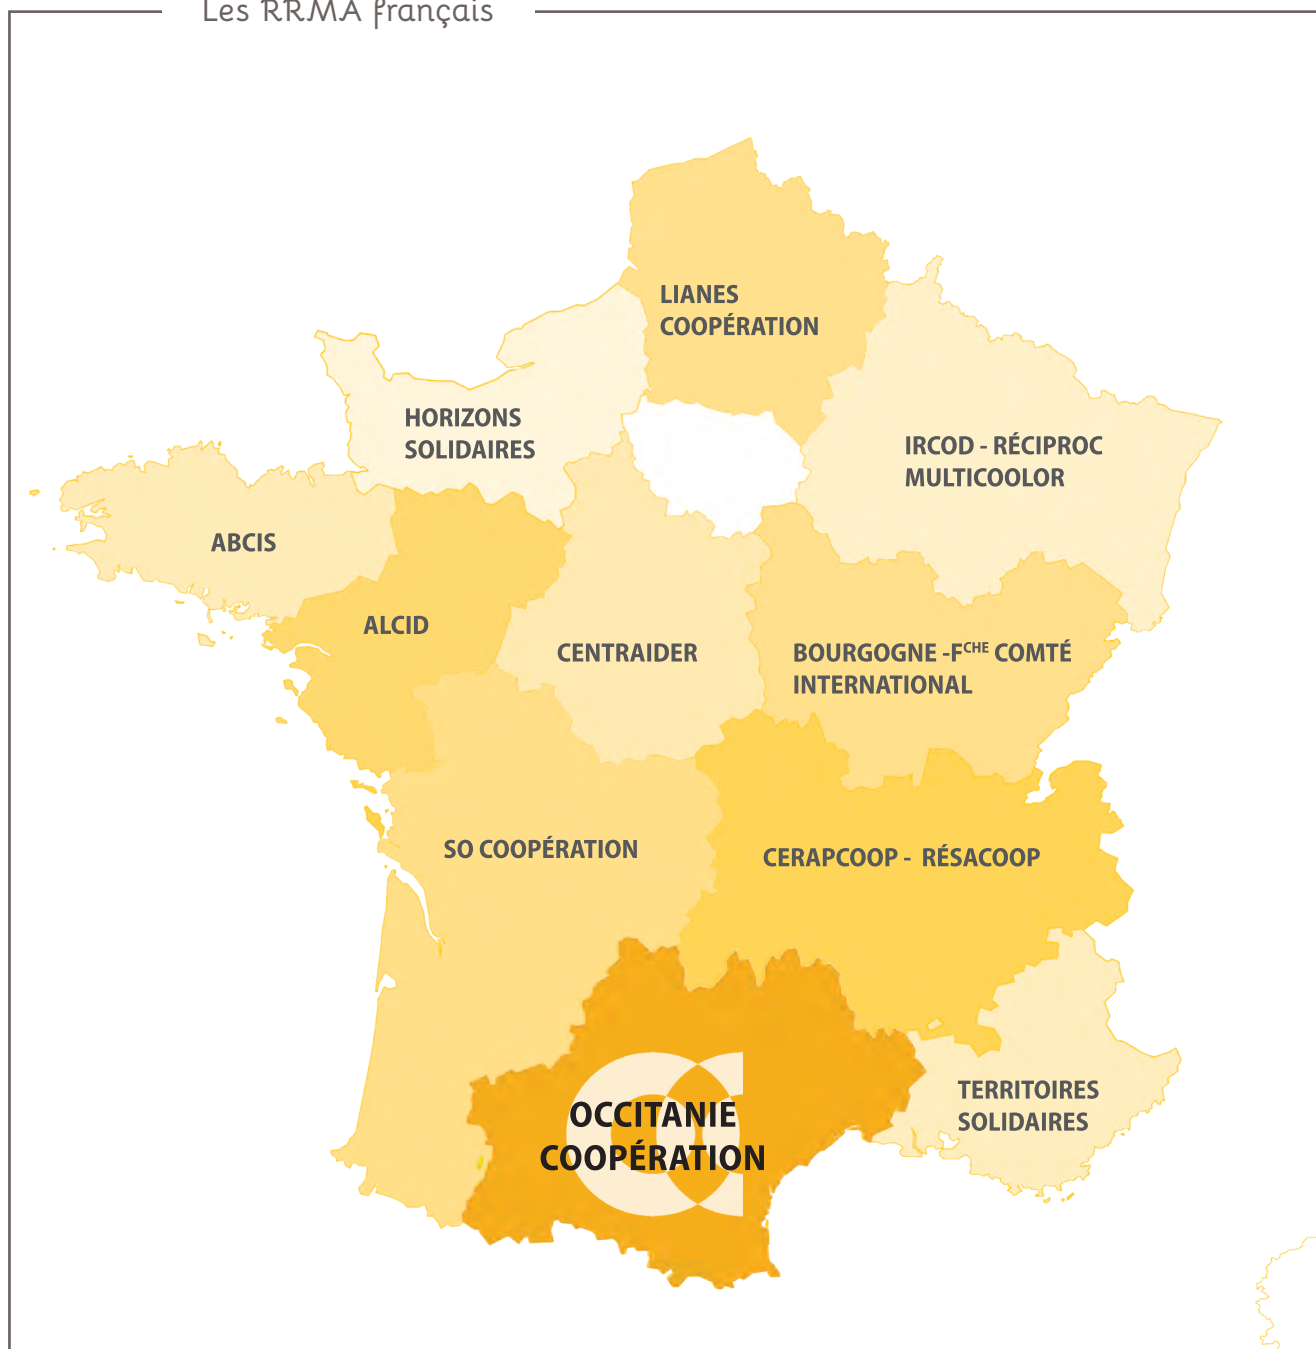 Les RRMA français
LIANES
COOPÉRATION
HORIZONS
SOLIDAIRES
IRCOD - RÉCIPROC
MULTICOOLOR
ABCIS
ALCID
CENTRAIDER
BOURGOGNE -FCHE COMTÉ
INTERNATIONAL
SO COOPÉRATION
CERAPCOOP - RÉSACOOP
TERRITOIRES
SOLIDAIRES
OCCITANIE
COOPÉRATION